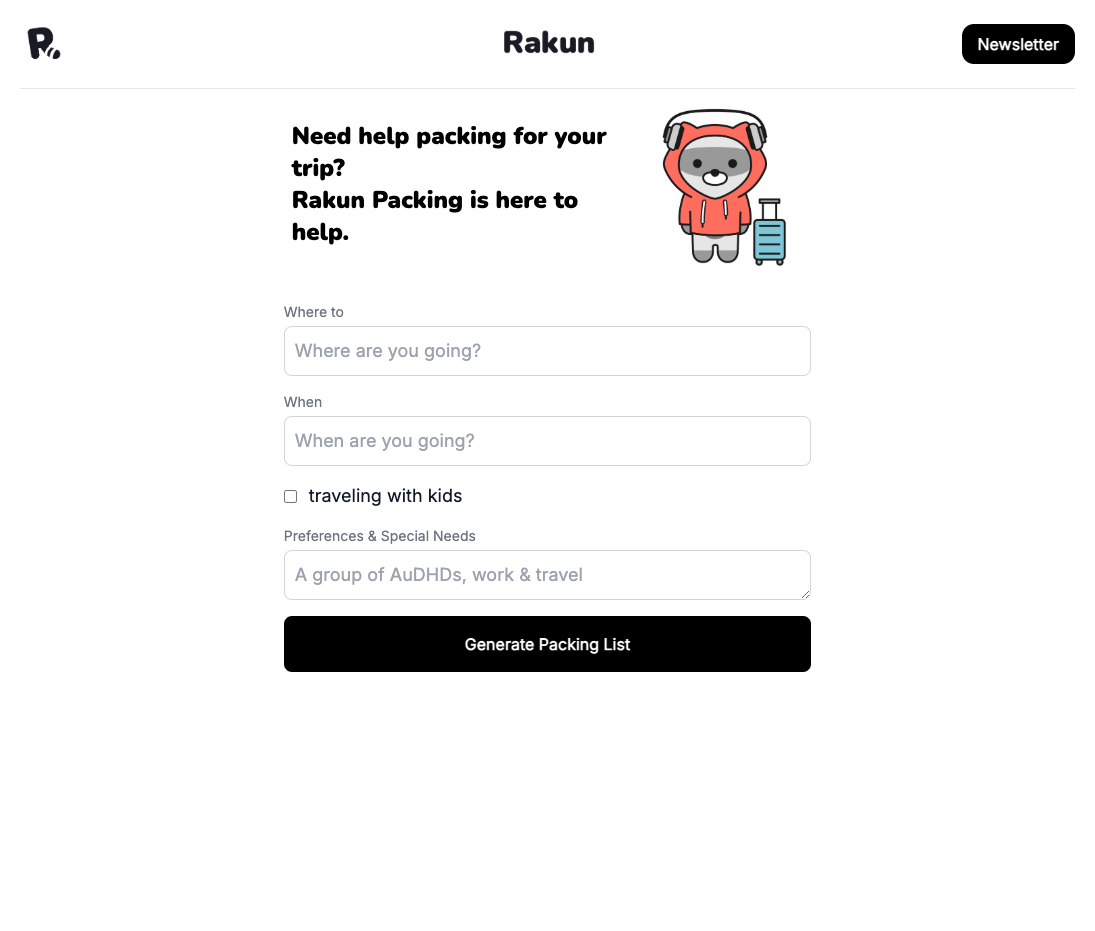 R
Rakun
Newsletter
Need help packing for your
trip?
Rakun Packing is here to
help.
Where to
Where are you going?
When
When are you going?
traveling with kids
Preferences & Special Needs
A group of AuDHDs, work & travel
Generate Packing List